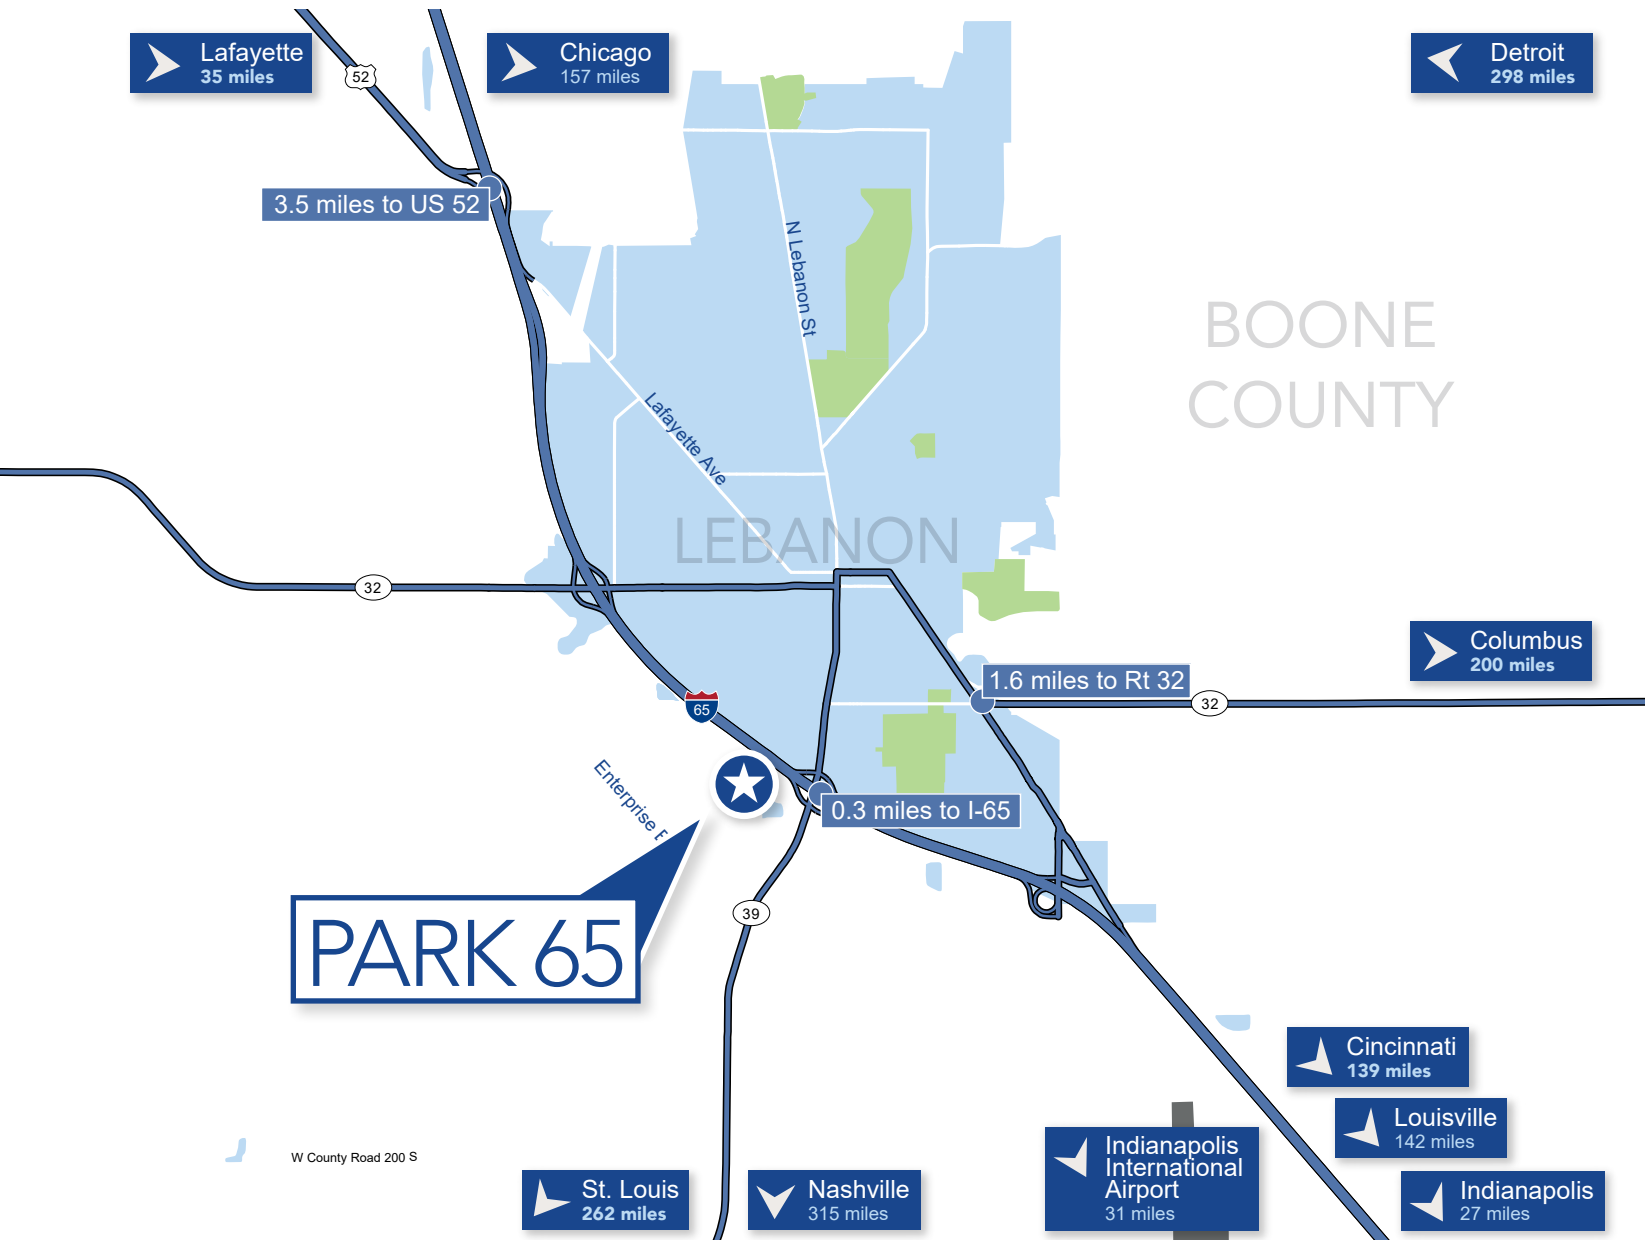 Lafayette
35 miles
52
Chicago
157 miles
Detroit
298 miles
3.5 miles to US 52
N Lebanon St
BOONE
COUNTY
Lafayette Ave
LEBANON
32
Columbus
200 miles
1.6 miles to Rt 32
32
65
Enterprise
0.3 miles to I-65
PARK 65
39
Cincinnati
139 miles
Louisville
142 miles
Indianapolis
International
Airport
31 miles
W County Road 200 S
St. Louis
262 miles
Nashville
315 miles
Indianapolis
27 miles